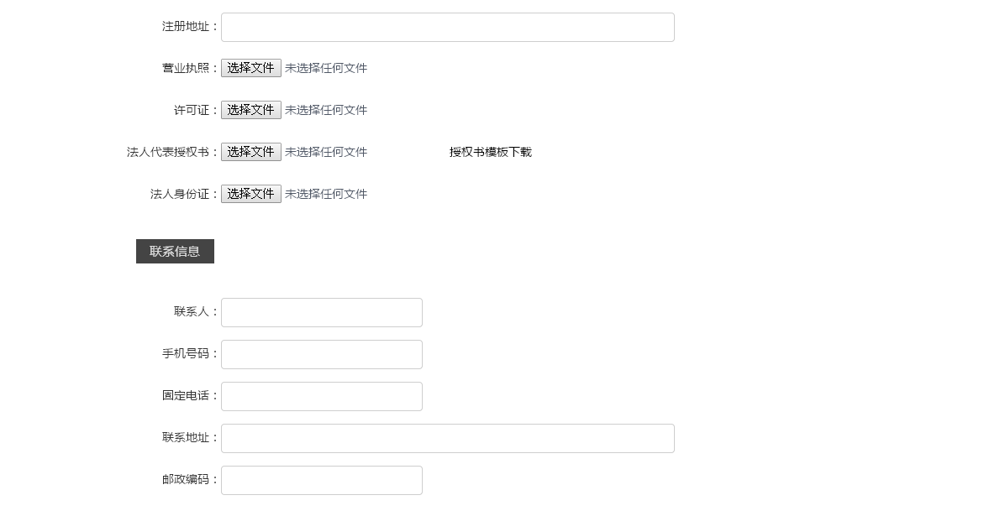 注册地址：
营业执照： 选择文件 未选择任何文件
许可证： 选择文件 未选择任何文件
法人代表授权书： 选择文件 未选择任何文件 授权书模板下载
法人身份证： 选择文件 未选择任何文件
联系信息
联系人：
手机号码：
固定电话：
联系地址：
邮政编码：